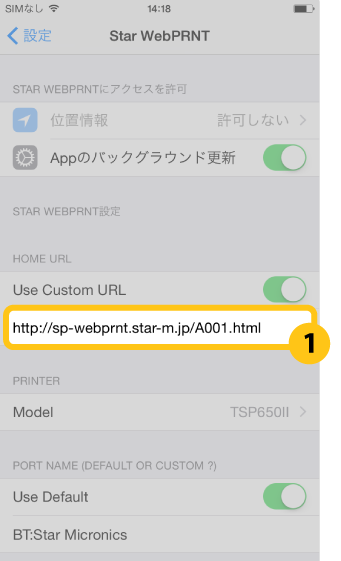 SIMなし 14:18
設定 Star WebPRNT
STAR WEBPRNTにアクセスを許可
位置情報 許可しない
Appのバックグラウンド更新
STAR WEBPRNT設定
HOME URL
Use Custom URL
http://sp-webprnt.star-m.jp/A001.html
1
PRINTER
Model TSP650II
PORT NAME (DEFAULT OR CUSTOM ?)
Use Default
BT:Star Micronics